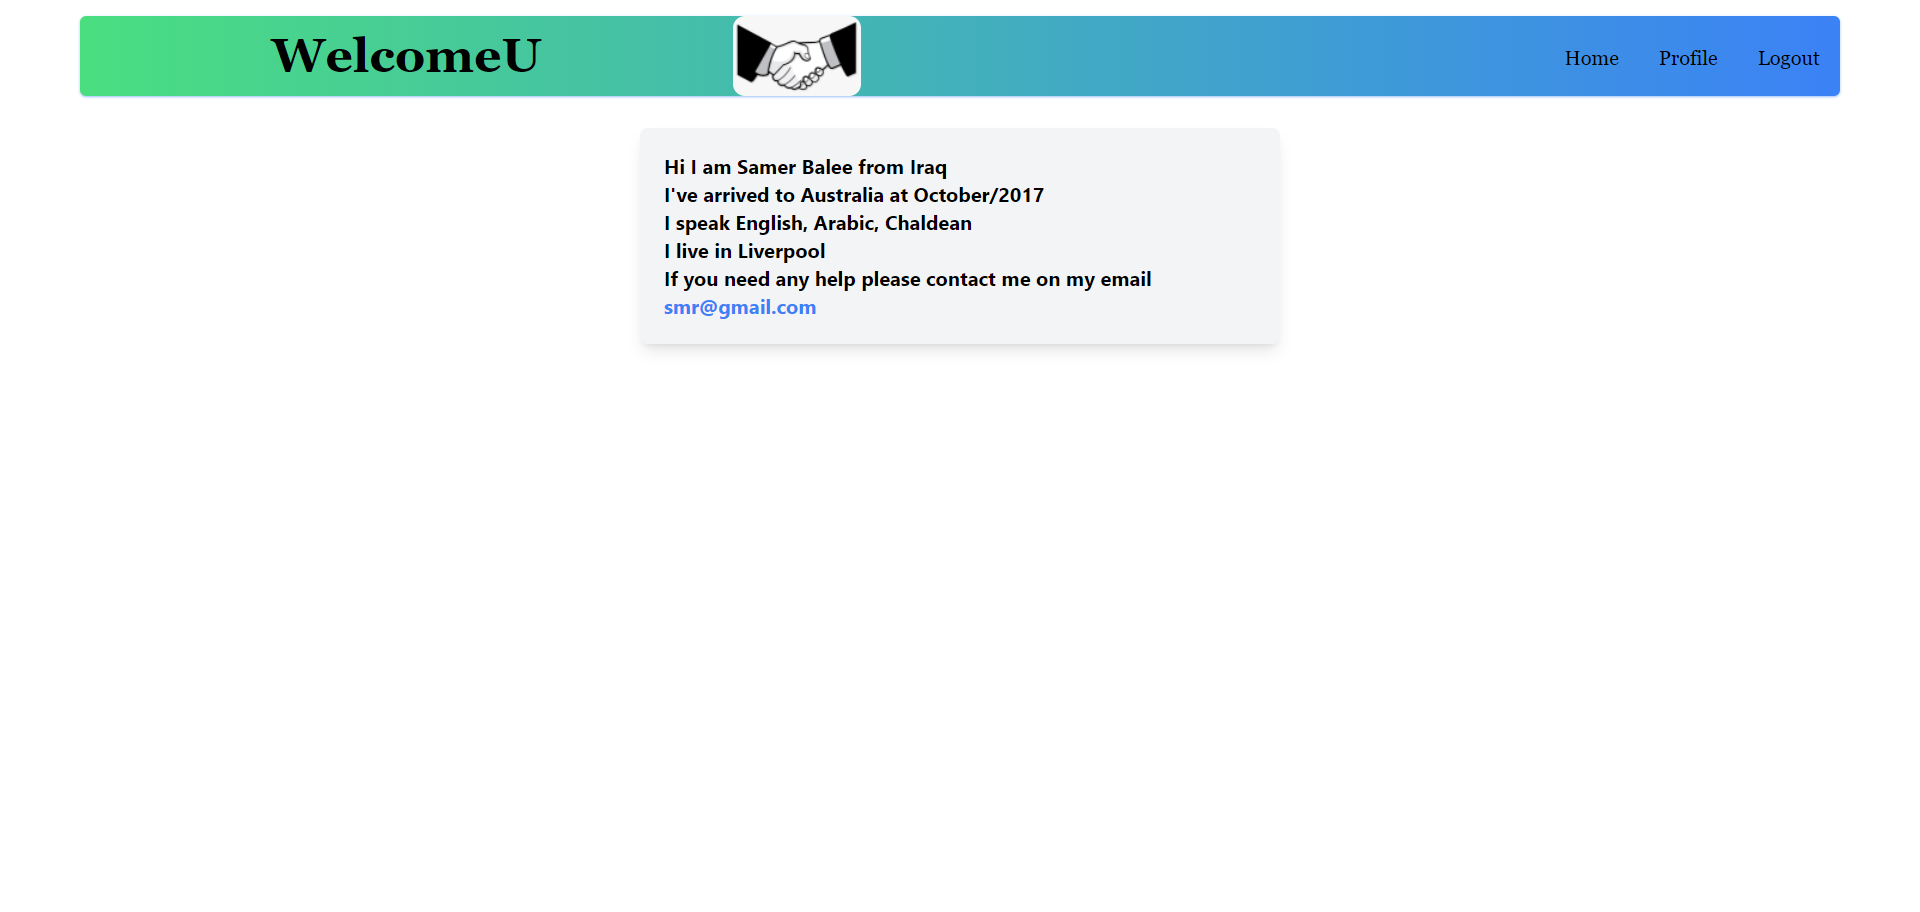 WelcomeU
Home Profile Logout
Hi I am Samer Balee from Iraq
I've arrived to Australia at October/2017
I speak English, Arabic, Chaldean
I live in Liverpool
If you need any help please contact me on my email
smr@gmail.com